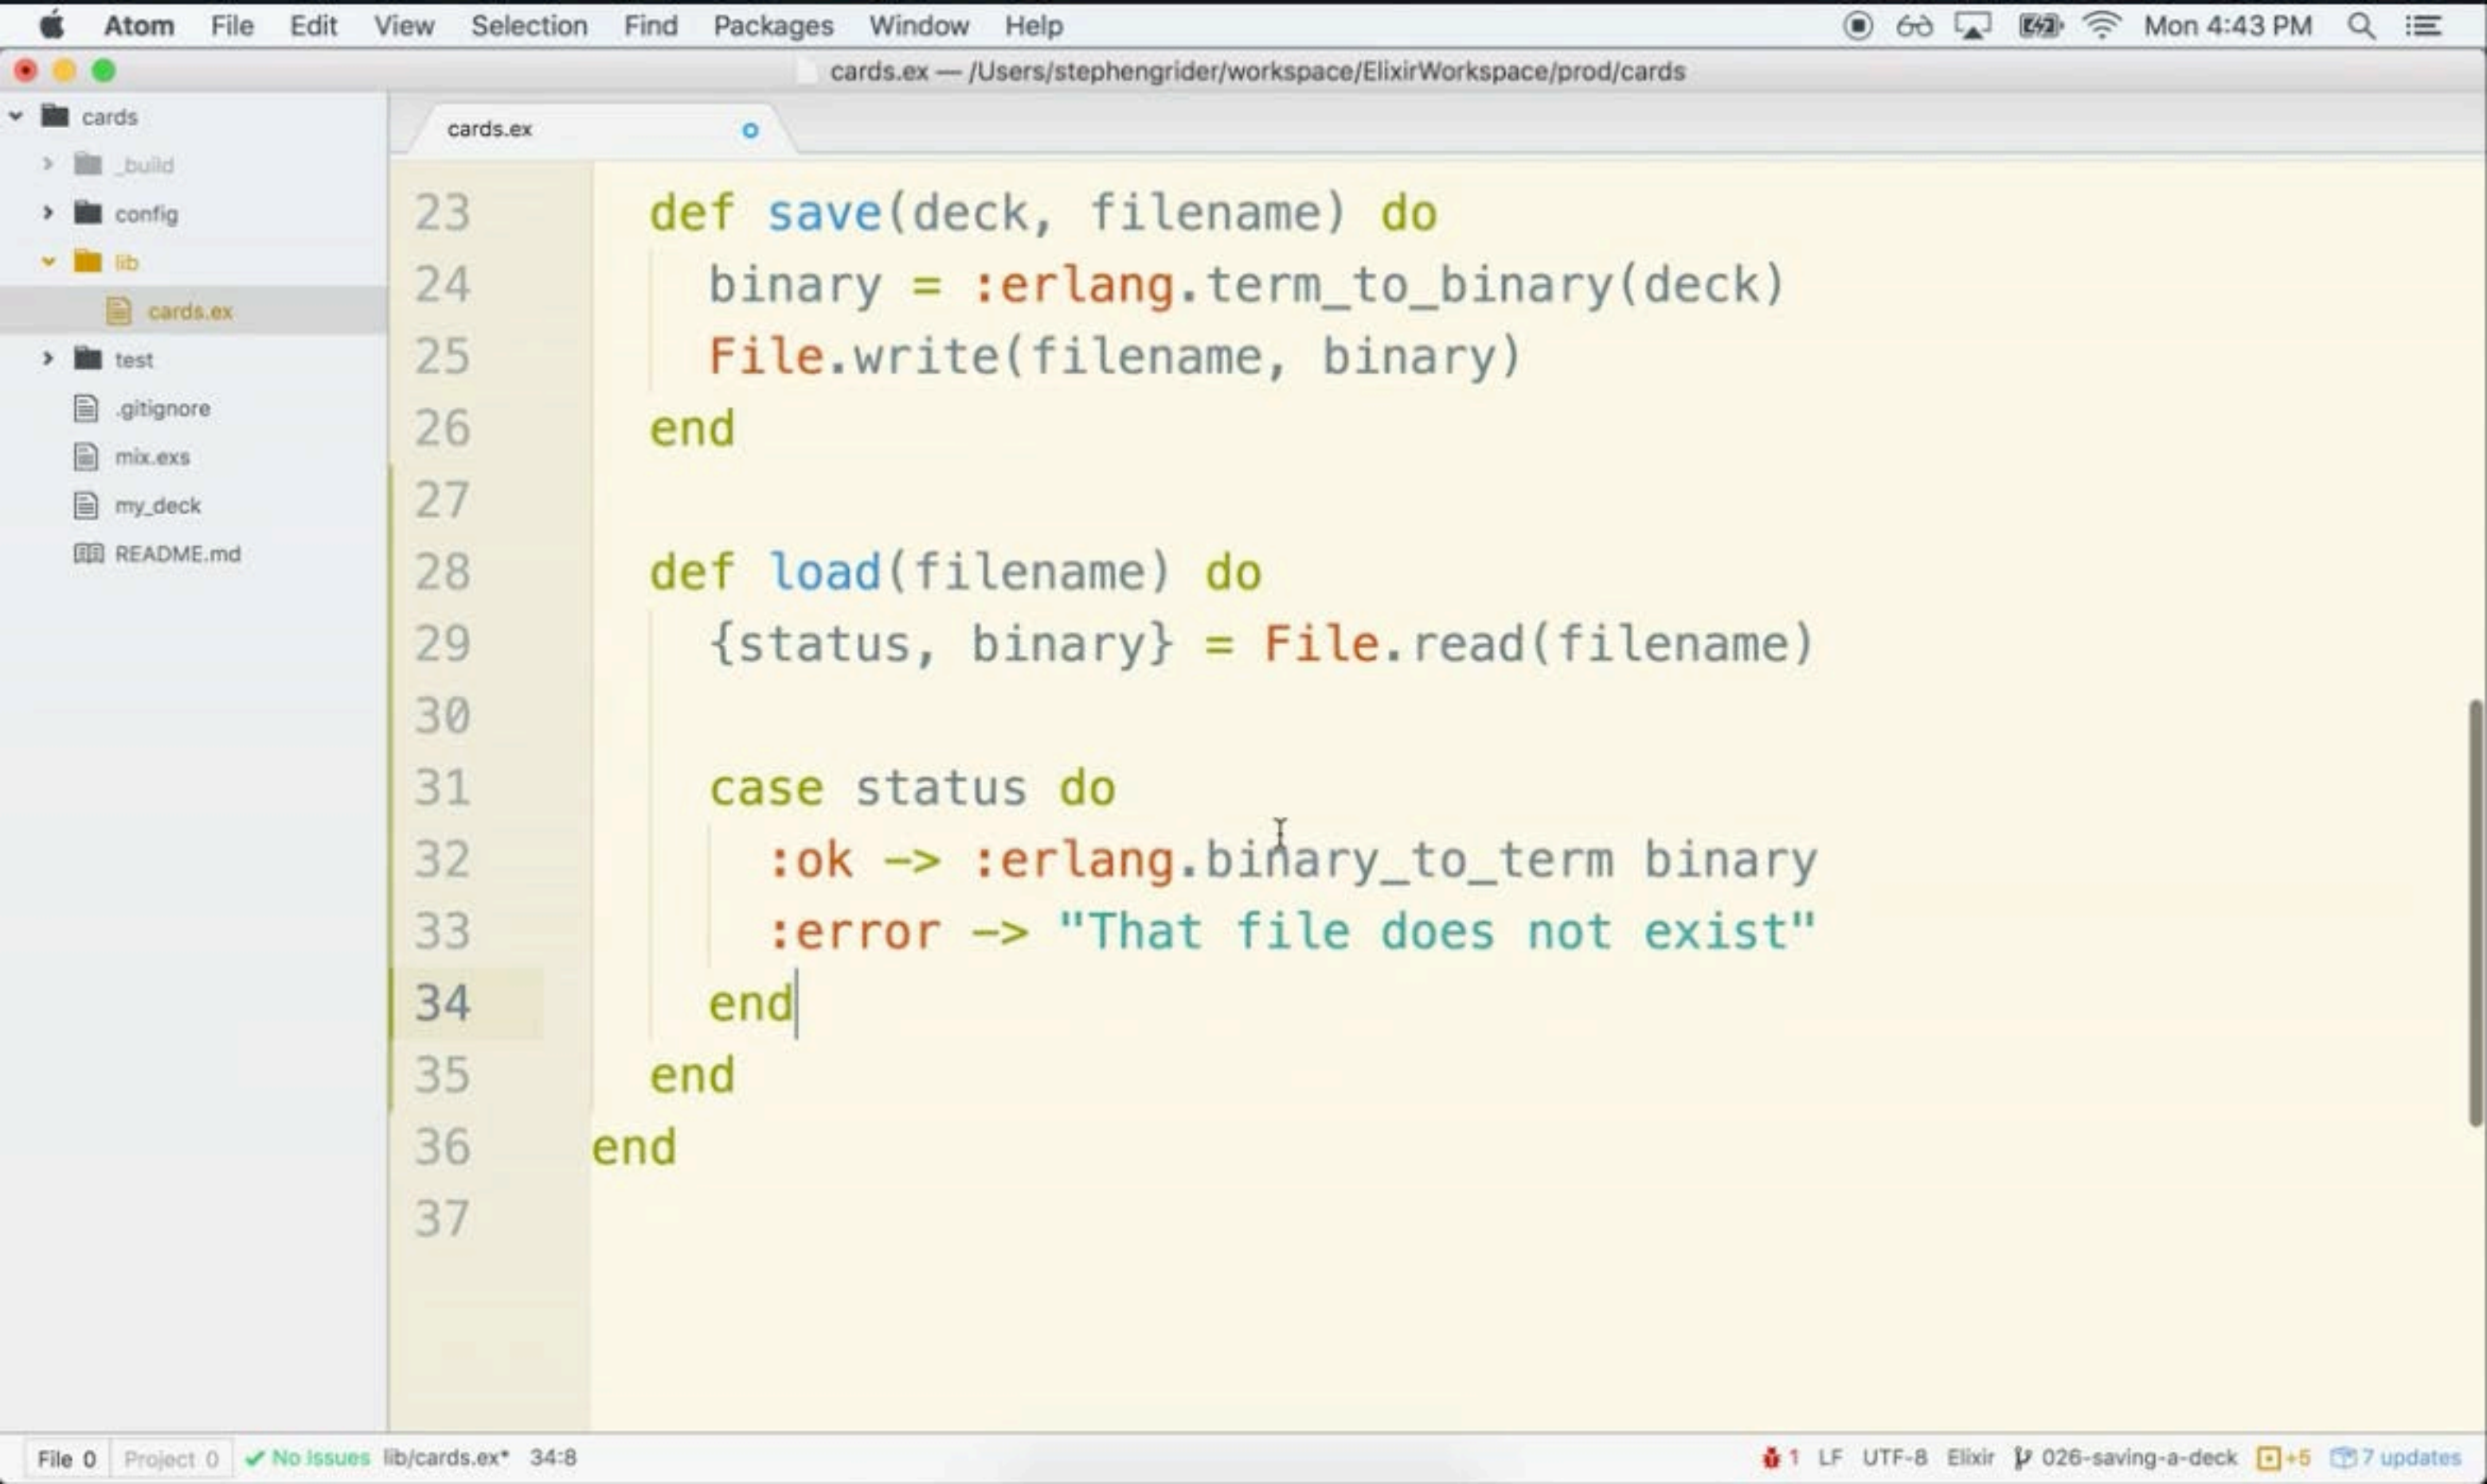 Atom File Edit View Selection Find Packages Window Help Mon 4:43 PM
cards.ex — /Users/stephengrider/workspace/ElixirWorkspace/prod/cards
cards
_build
config
lib
cards.ex
test
.gitignore
mix.exs
my_deck
README.md
cards.ex
23 def save(deck, filename) do
24 binary = :erlang.term_to_binary(deck)
25 File.write(filename, binary)
26 end
27
28 def load(filename) do
29 {status, binary} = File.read(filename)
30
31 case status do
32 :ok -> :erlang.binary_to_term binary
33 :error -> "That file does not exist"
34 end
35 end
36 end
37
File 0 Project 0 No Issues lib/cards.ex* 34:8 1 LF UTF-8 Elixir 026-saving-a-deck +5 7 updates